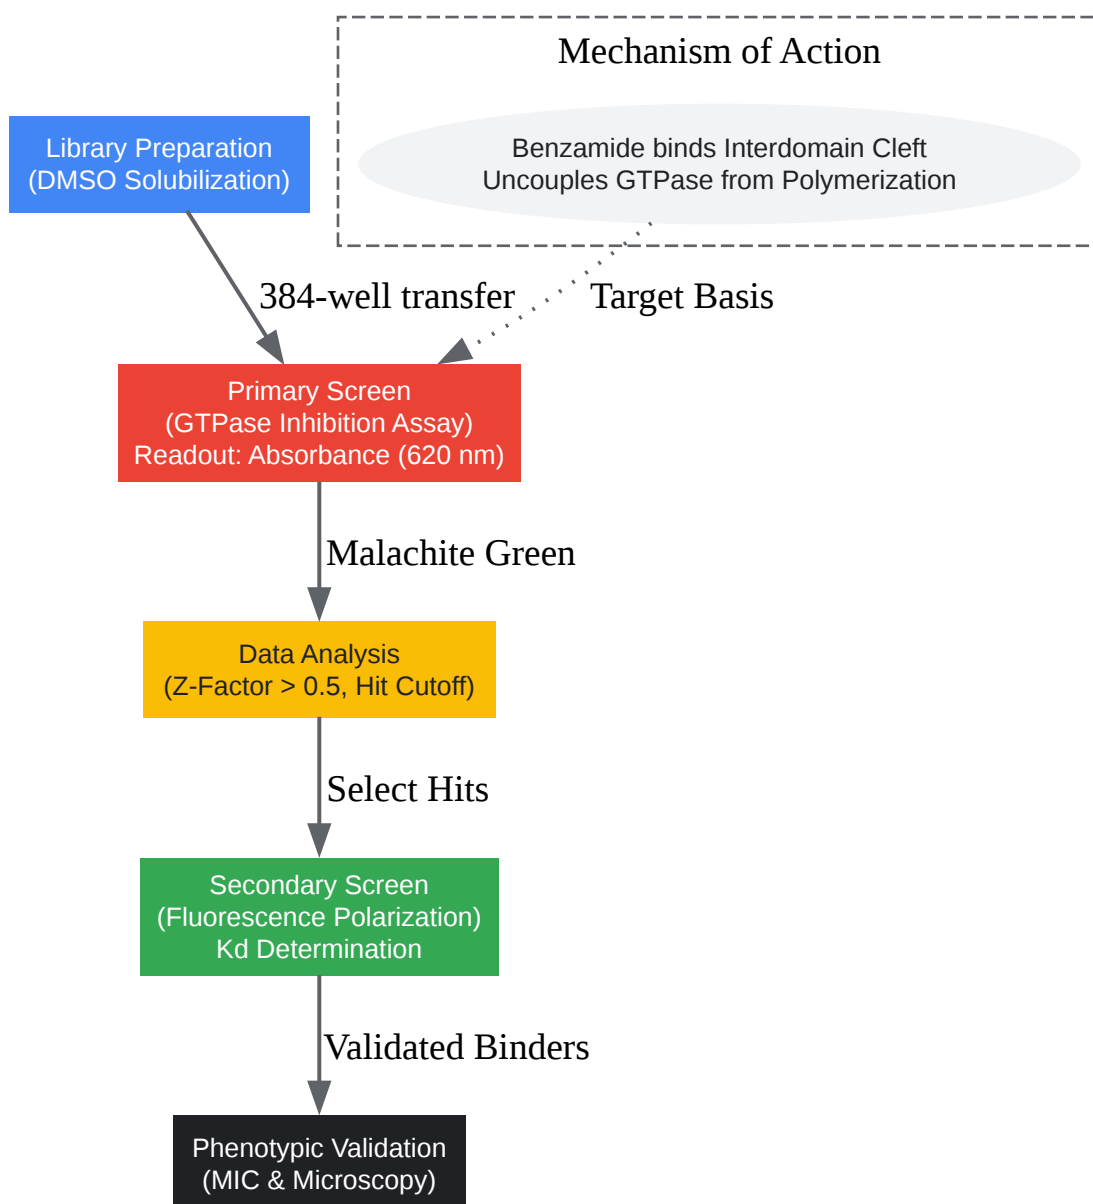 Mechanism of Action
Benzamide binds Interdomain Cleft
Uncouples GTPase from Polymerization
Library Preparation
(DMSO Solubilization)
384-well transfer
Target Basis
Primary Screen
(GTPase Inhibition Assay)
Readout: Absorbance (620 nm)
Malachite Green
Data Analysis
(Z-Factor > 0.5, Hit Cutoff)
Select Hits
Secondary Screen
(Fluorescence Polarization)
Kd Determination
Validated Binders
Phenotypic Validation
(MIC & Microscopy)